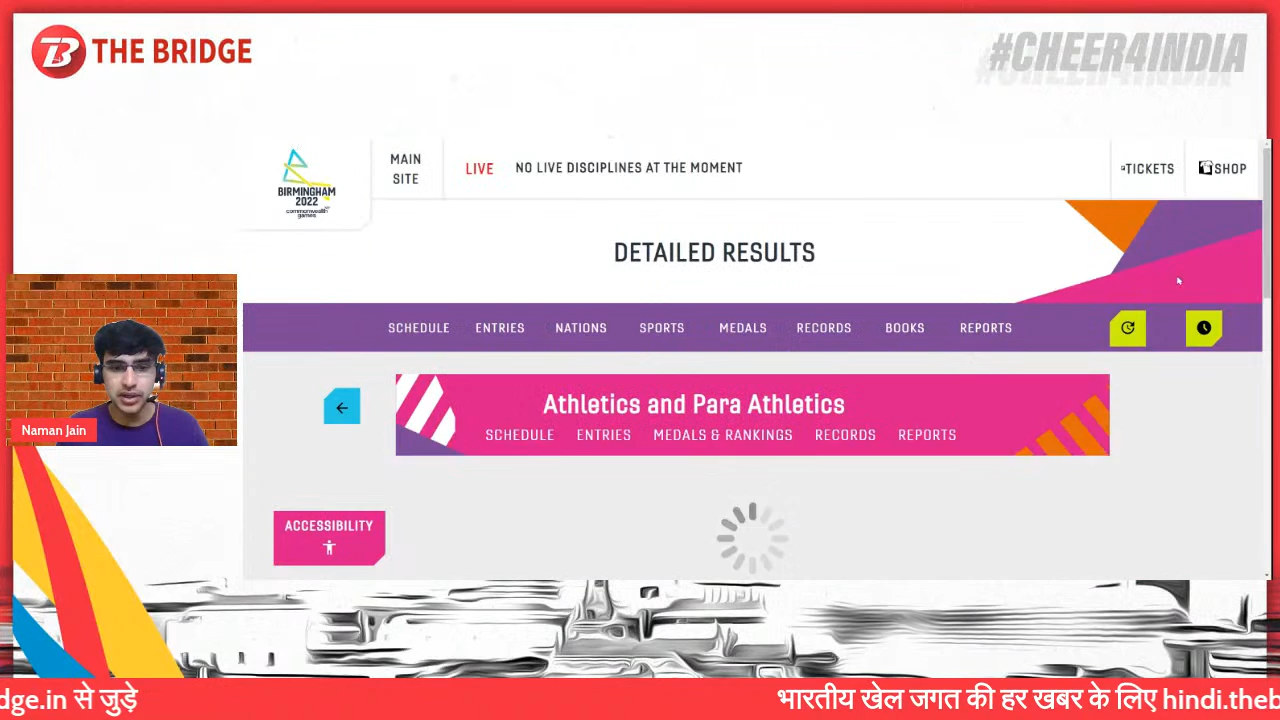 THE BRIDGE
#CHEER4INDIA
BIRMINGHAM
2022
commonwealth
games
MAIN
SITE
LIVE
NO LIVE DISCIPLINES AT THE MOMENT
TICKETS
SHOP
DETAILED RESULTS
SCHEDULE ENTRIES NATIONS SPORTS MEDALS RECORDS BOOKS REPORTS
Athletics and Para Athletics
SCHEDULE ENTRIES MEDALS & RANKINGS RECORDS REPORTS
Naman Jain
ACCESSIBILITY
dge.in से जुड़े
भारतीय खेल जगत की हर खबर के लिए hindi.theb